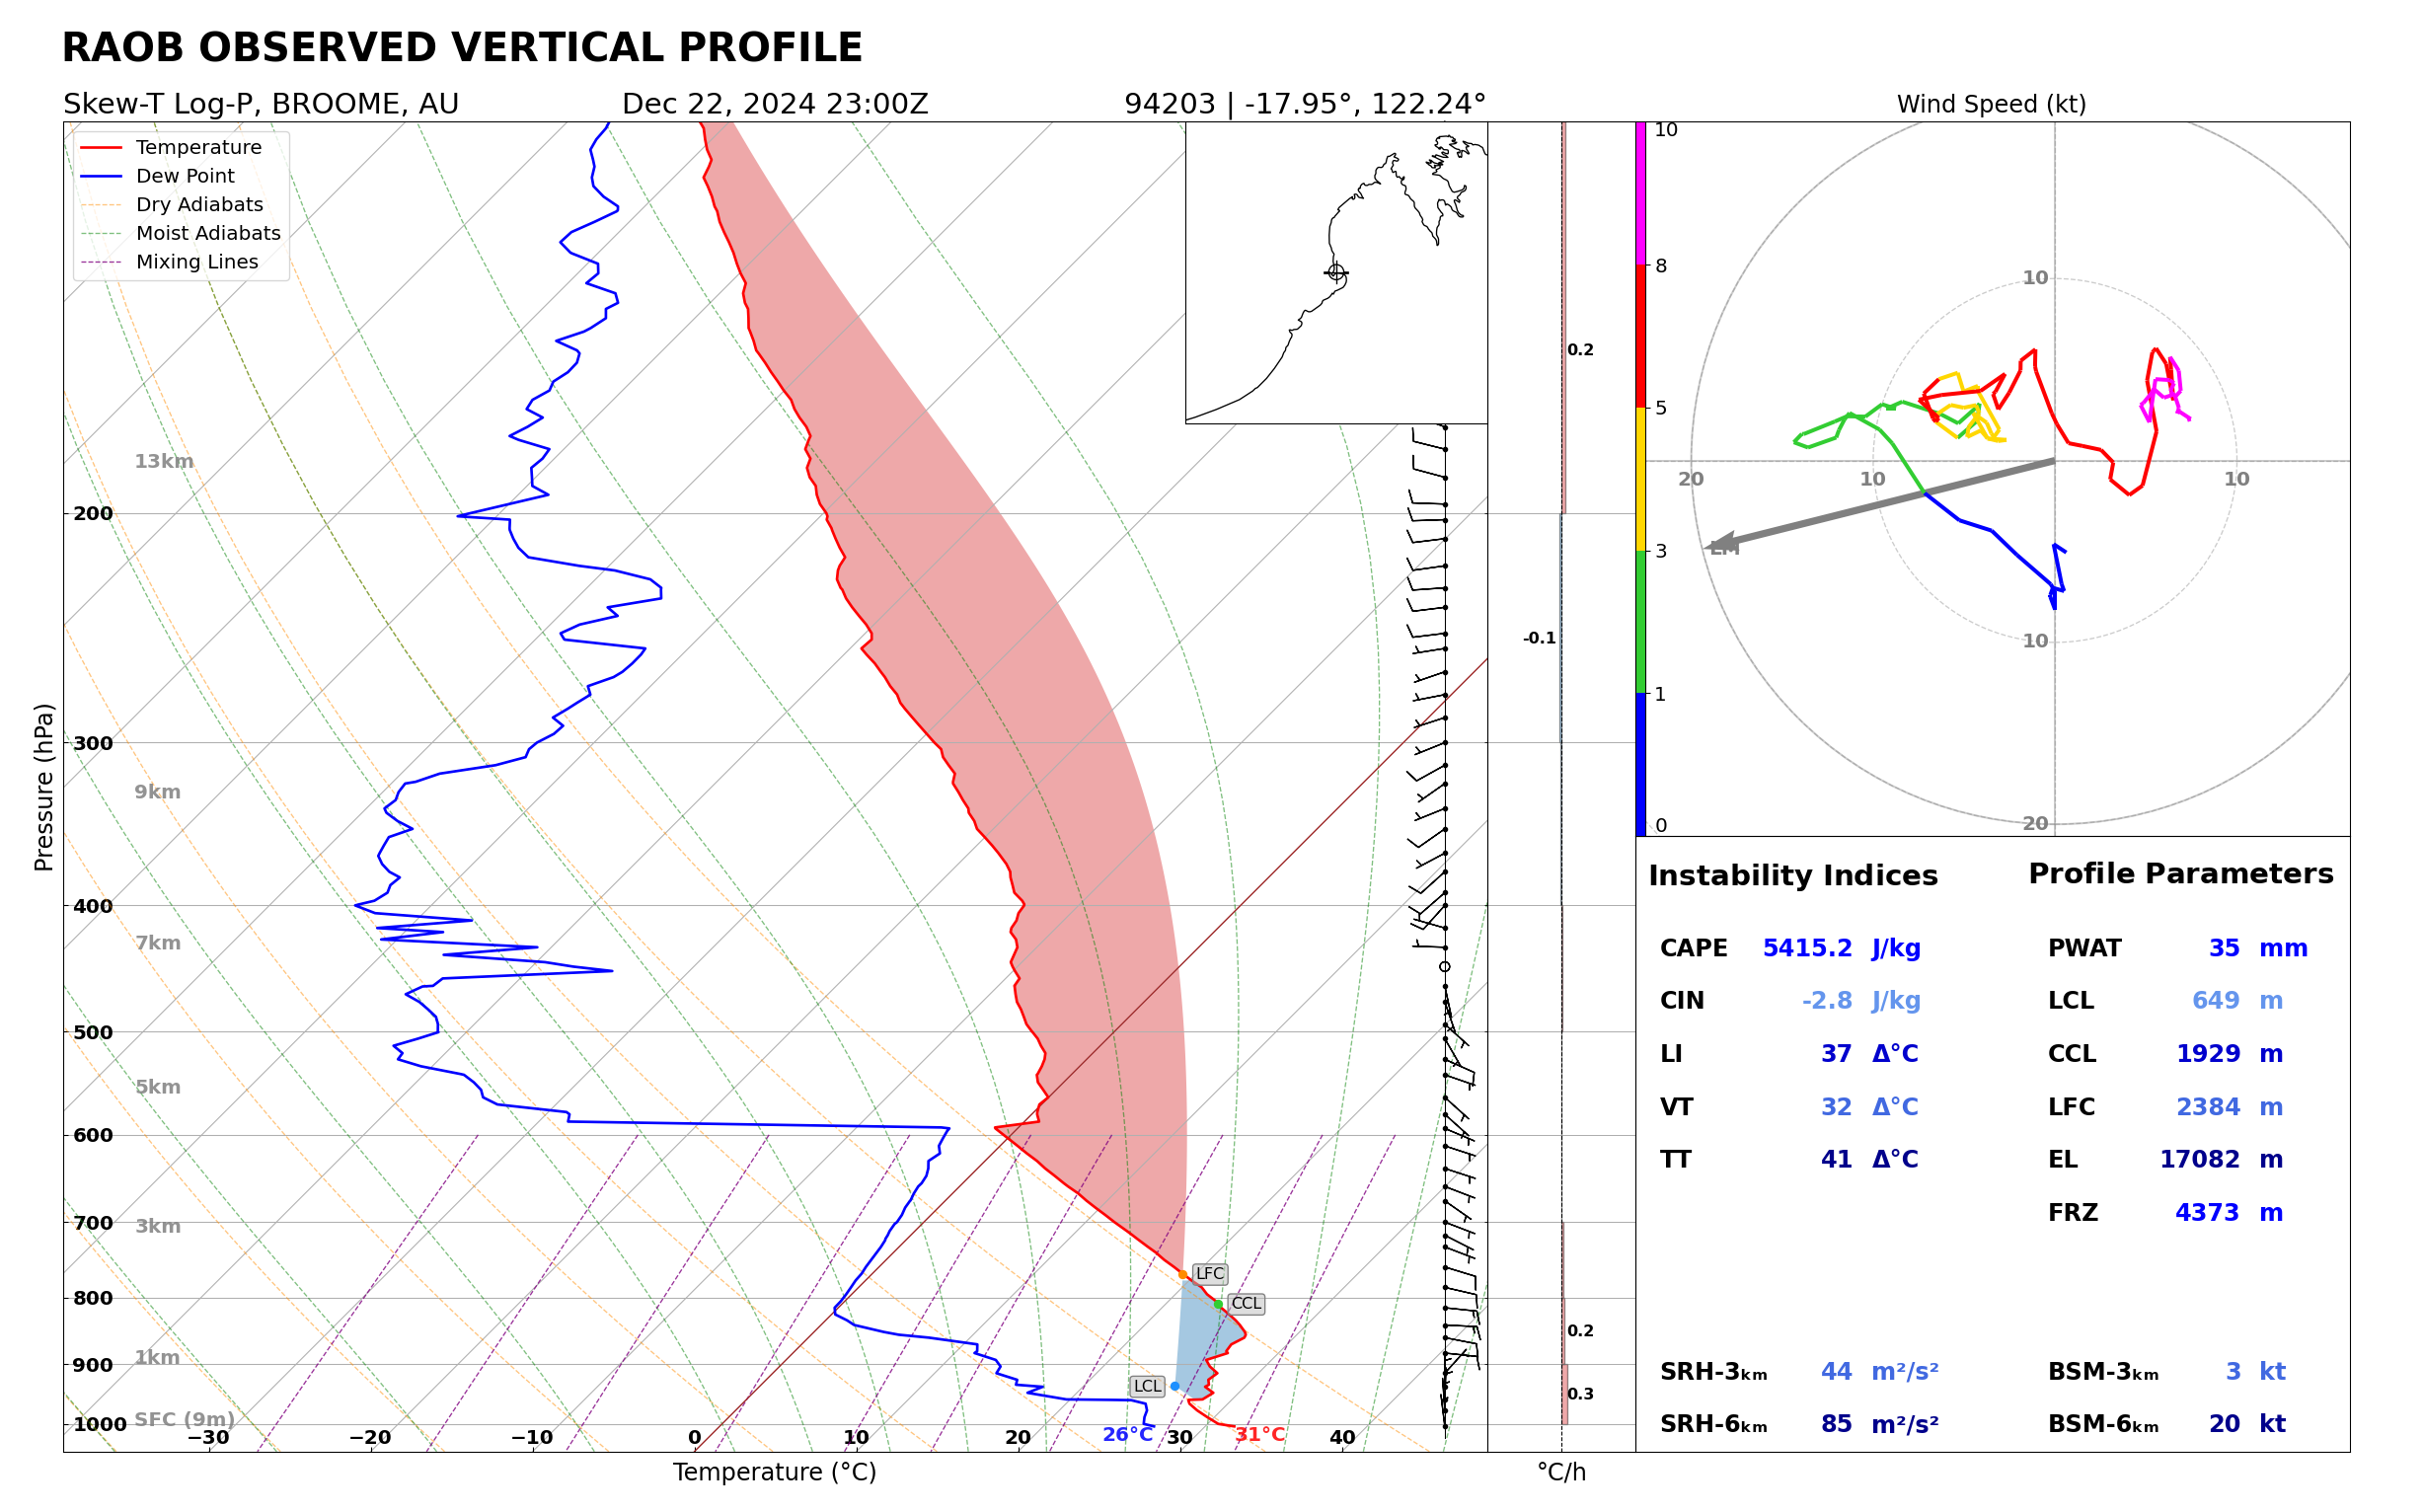 RAOB OBSERVED VERTICAL PROFILE
Skew-T Log-P, BROOME, AU Dec 22, 2024 23:00Z 94203 | -17.95°, 122.24°
Wind Speed (kt)
Temperature
Dew Point
Dry Adiabats
Moist Adiabats
Mixing Lines
Pressure (hPa)
200
300
400
500
600
700
800
900
1000
13km
9km
7km
5km
3km
1km
SFC (9m)
LFC
CCL
LCL
26°C 31°C
−30 −20 −10 0 10 20 30 40
Temperature (°C)
0.2
-0.1
0.2
0.3
°C/h
10
8
5
3
1
0
10
20 10 10
LM
10
20
Instability Indices
CAPE 5415.2 J/kg
CIN -2.8 J/kg
LI 37 Δ°C
VT 32 Δ°C
TT 41 Δ°C
SRH-3km 44 m²/s²
SRH-6km 85 m²/s²
Profile Parameters
PWAT 35 mm
LCL 649 m
CCL 1929 m
LFC 2384 m
EL 17082 m
FRZ 4373 m
BSM-3km 3 kt
BSM-6km 20 kt